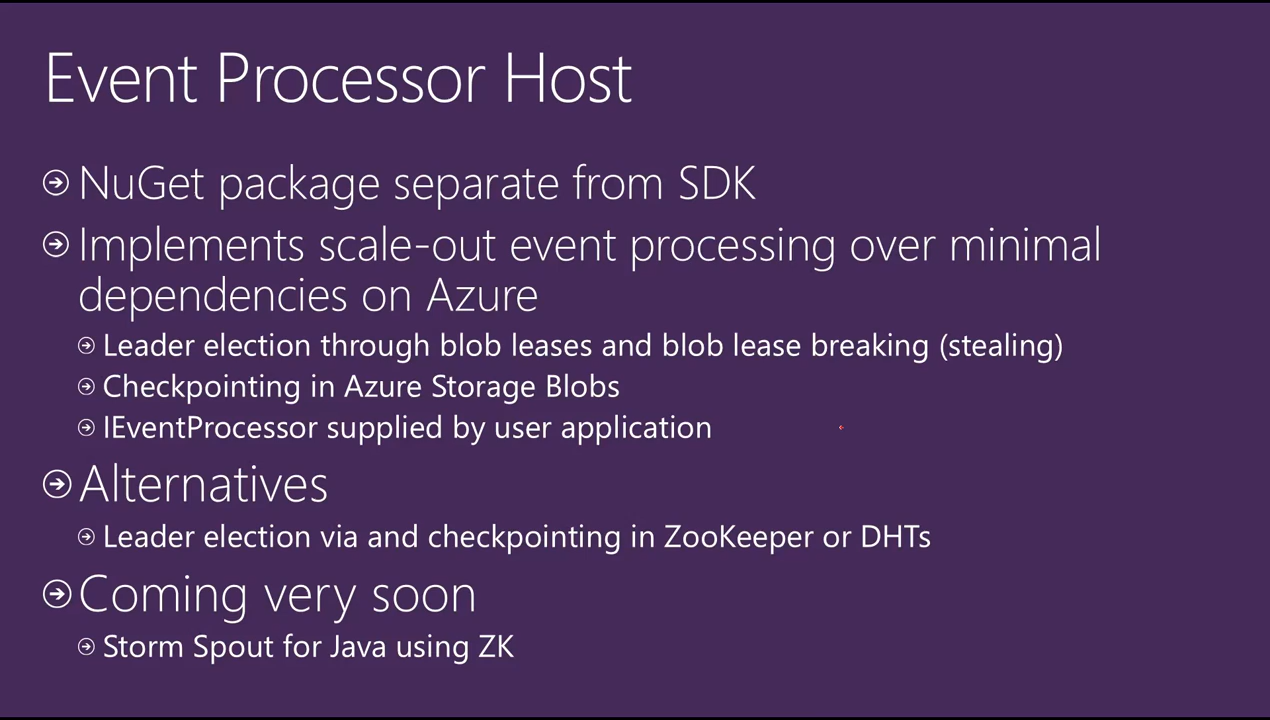 Event Processor Host
NuGet package separate from SDK
Implements scale-out event processing over minimal
dependencies on Azure
Leader election through blob leases and blob lease breaking (stealing)
Checkpointing in Azure Storage Blobs
IEventProcessor supplied by user application
Alternatives
Leader election via and checkpointing in ZooKeeper or DHTs
Coming very soon
Storm Spout for Java using ZK